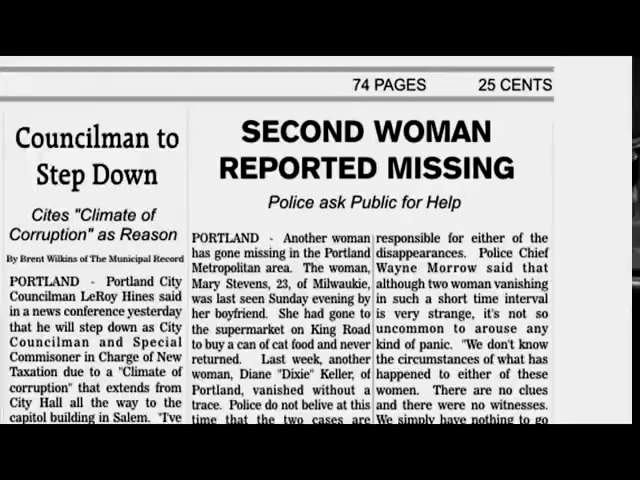 74 PAGES 25 CENTS
Councilman to
Step Down
Cites "Climate of
Corruption" as Reason
By Brent Wilkins of The Municipal Record
PORTLAND - Portland City
Councilman LeRoy Hines said
in a news conference yesterday
that he will step down as City
Councilman and Special
Commisoner in Charge of New
Taxation due to a "Climate of
corruption" that extends from
City Hall all the way to the
capitol building in Salem. "I've
SECOND WOMAN
REPORTED MISSING
Police ask Public for Help
PORTLAND - Another woman
has gone missing in the Portland
Metropolitan area. The woman,
Mary Stevens, 23, of Milwaukie,
was last seen Sunday evening by
her boyfriend. She had gone to
the supermarket on King Road
to buy a can of cat food and never
returned. Last week, another
woman, Diane "Dixie" Keller, of
Portland, vanished without a
trace. Police do not belive at this
time that the two cases are
responsible for either of the
disappearances. Police Chief
Wayne Morrow said that
although two woman vanishing
in such a short time interval
is very strange, it's not so
uncommon to arouse any
kind of panic. "We don't know
the circumstances of what has
happened to either of these
women. There are no clues
and there were no witnesses.
We simply have nothing to go